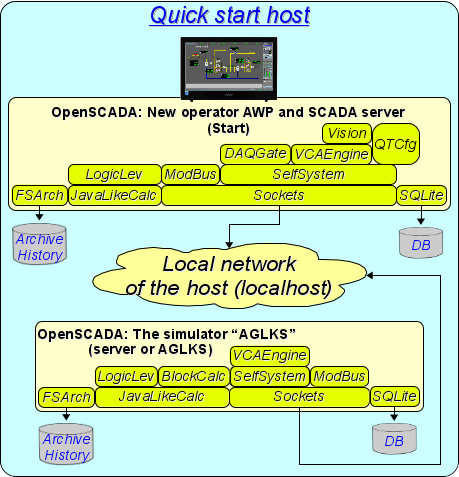 Quick start host
OpenSCADA: New operator AWP and SCADA server
(Start)
Vision
QTCfg
DAQGate
VCAEngine
LogicLev
ModBus
SelfSystem
FSArch
JavaLikeCalc
Sockets
SQLite
Archive
History
DB
Local network
of the host (localhost)
OpenSCADA: The simulator “AGLKS”
(server or AGLKS)
VCAEngine
LogicLev
BlockCalc
SelfSystem
ModBus
FSArch
JavaLikeCalc
Sockets
SQLite
Archive
History
DB